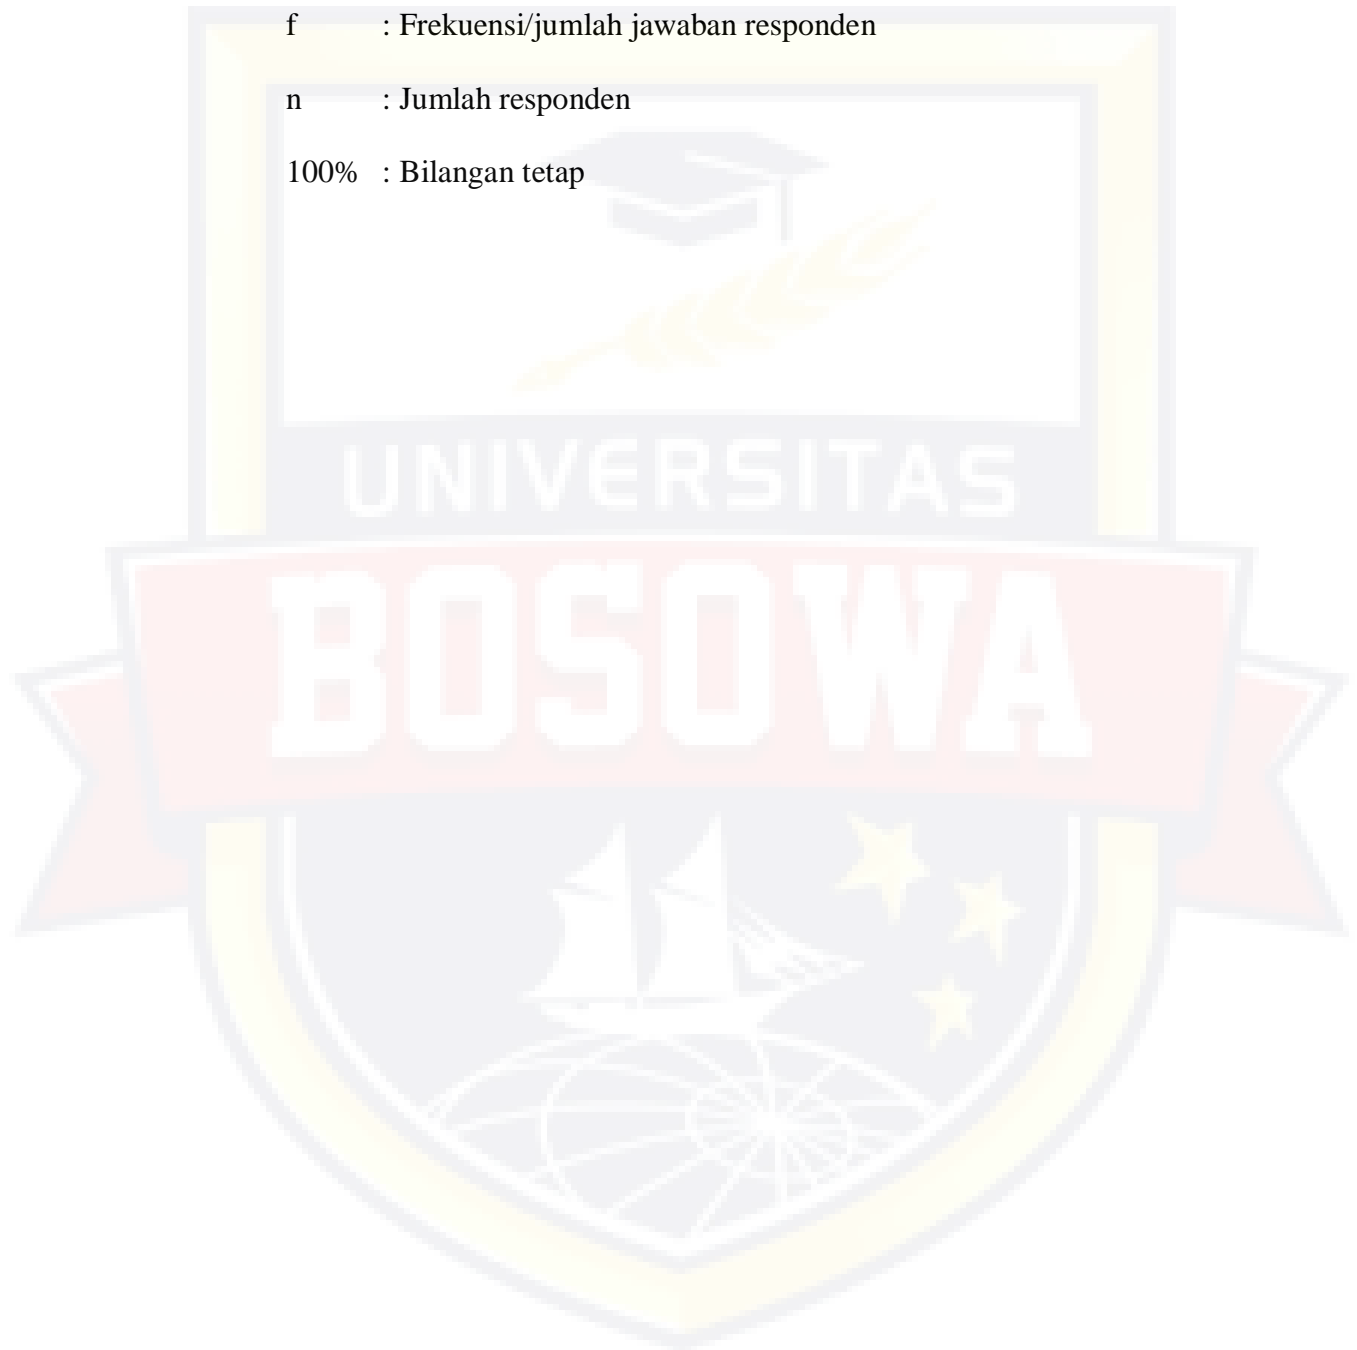 f : Frekuensi/jumlah jawaban responden
n : Jumlah responden
100% : Bilangan tetap
UNIVERSITAS
BOSOWA